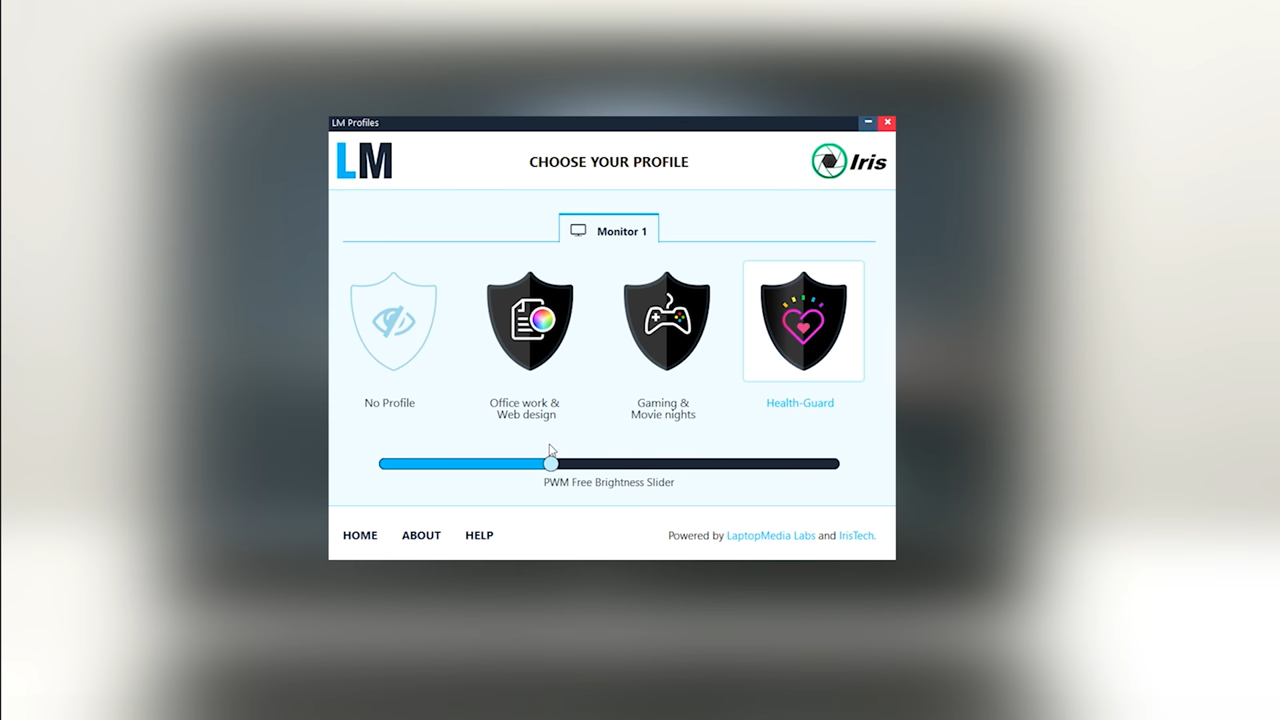 LM Profiles
LM
CHOOSE YOUR PROFILE
Iris
Monitor 1
No Profile
Office work &
Web design
Gaming &
Movie nights
Health-Guard
PWM Free Brightness Slider
HOME
ABOUT
HELP
Powered by LaptopMedia Labs and IrisTech.